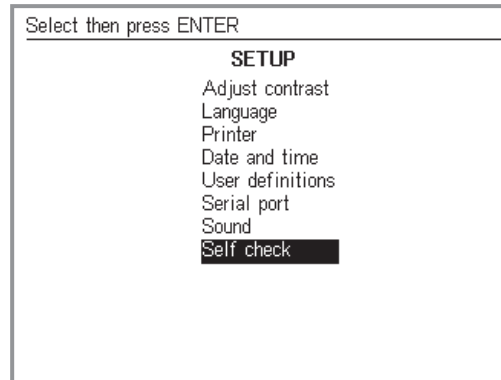 Select then press ENTER
SETUP
Adjust contrast
Language
Printer
Date and time
User definitions
Serial port
Sound
Self check